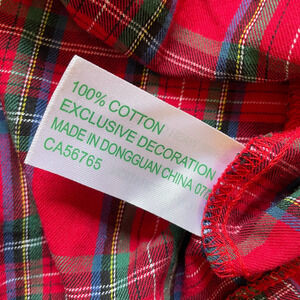 100% COTTON
EXCLUSIVE DECORATION
MADE IN DONGGUAN CHINA 07
CA56765